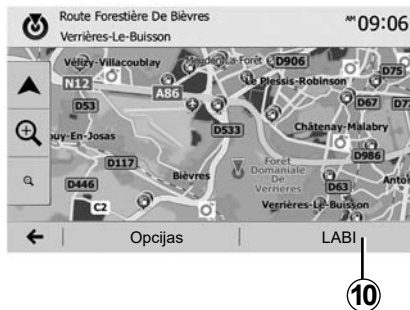 Route Forestière De Bièvres
Verrières-Le-Buisson
AM 09:06
Vélizy-Villacoublay
Meudon-La-Forêt
D906
Le Plessis-Robinson
D75
N12
A86
D53
D67
D533
Châtenay-Malabry
D986
uy-En-Josas
D117
Forêt
Domaniale
De
Verrières
D446
Bièvres
D63
Anto
C2
Verrières-Le-Buisson
Opcijas
LABI
10